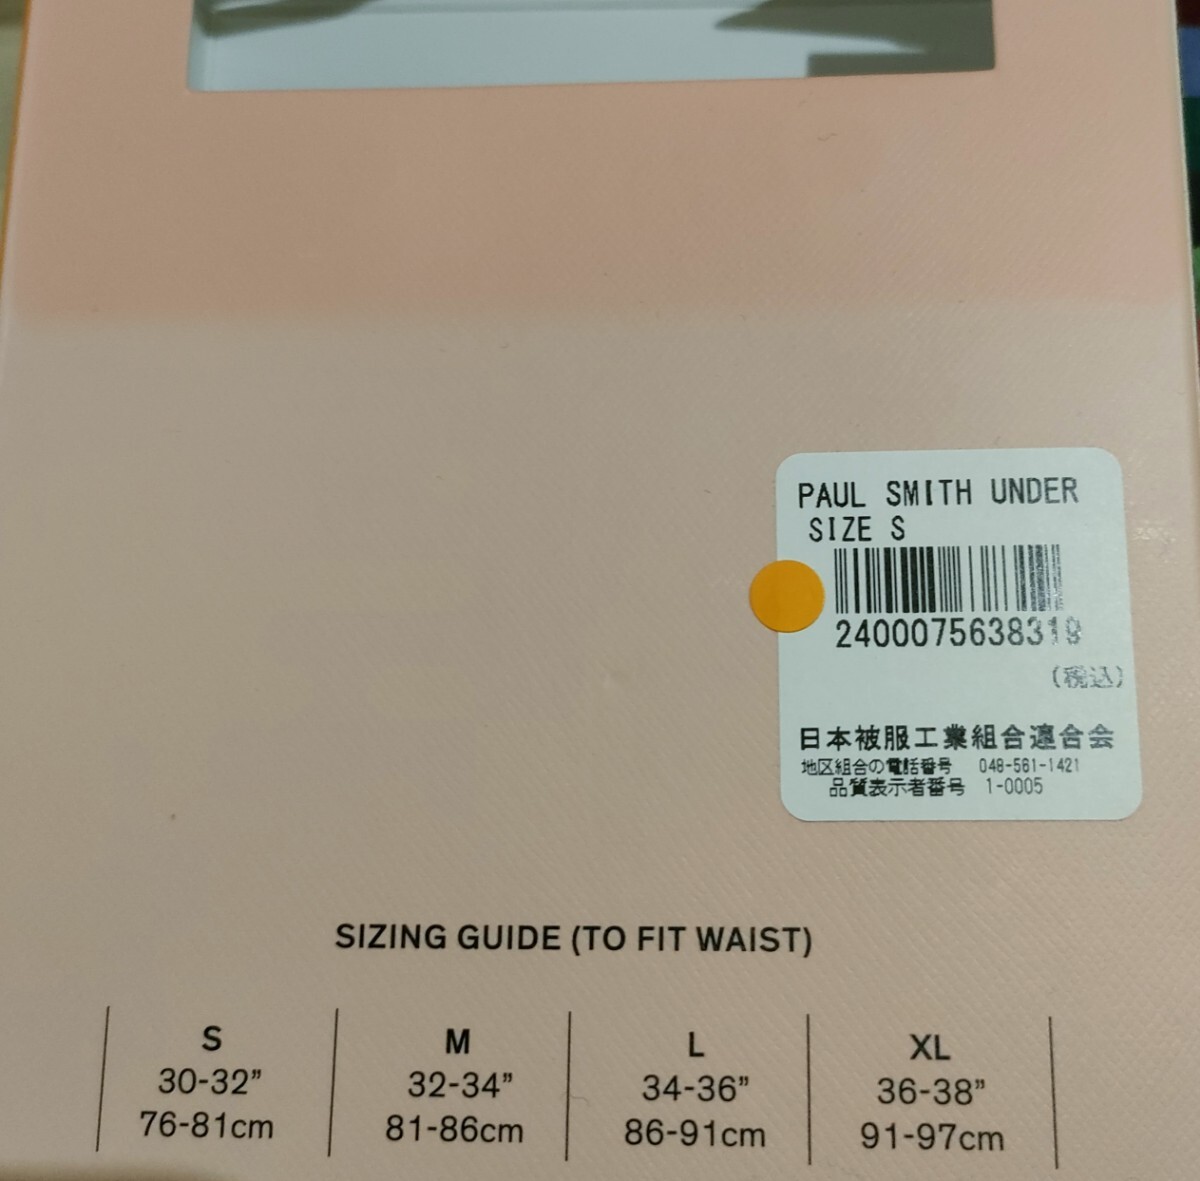 PAUL SMITH UNDER
SIZE S
2400075638319
(税込)
日本被服工業組合連合会
地区組合の電話番号 048-561-1421
品質表示者番号 1-0005
SIZING GUIDE (TO FIT WAIST)
S
30-32”
76-81cm
M
32-34”
81-86cm
L
34-36”
86-91cm
XL
36-38”
91-97cm